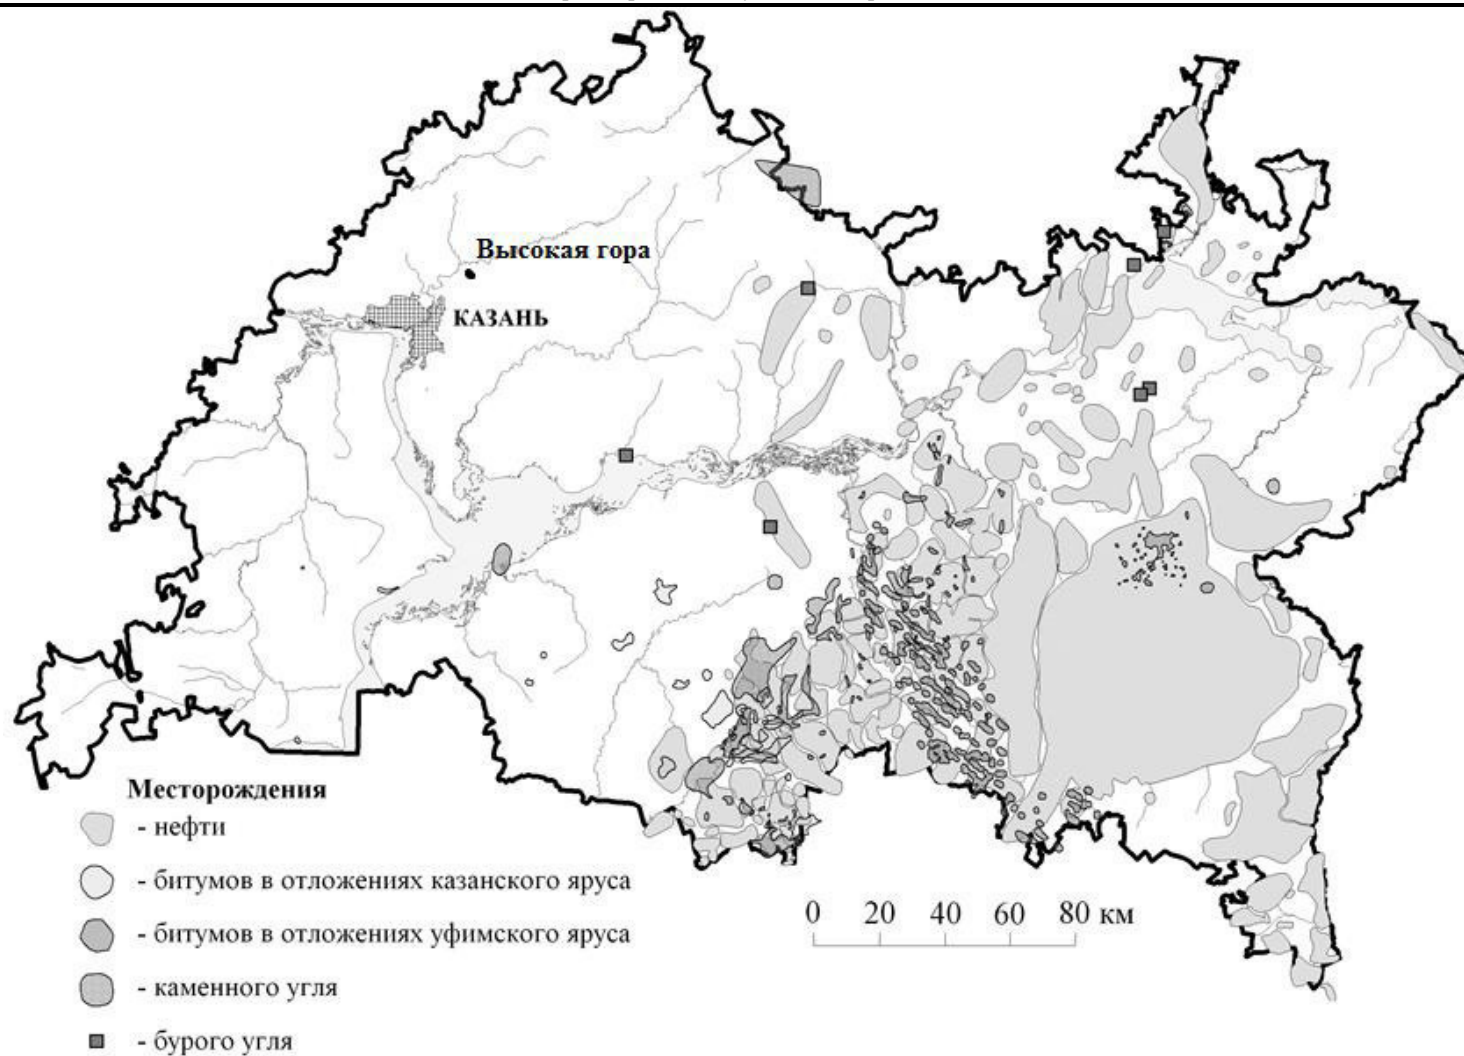 Высокая гора
КАЗАНЬ
Месторождения
- нефти
- битумов в отложениях казанского яруса
- битумов в отложениях уфимского яруса
- каменного угля
- бурого угля
0 20 40 60 80 км